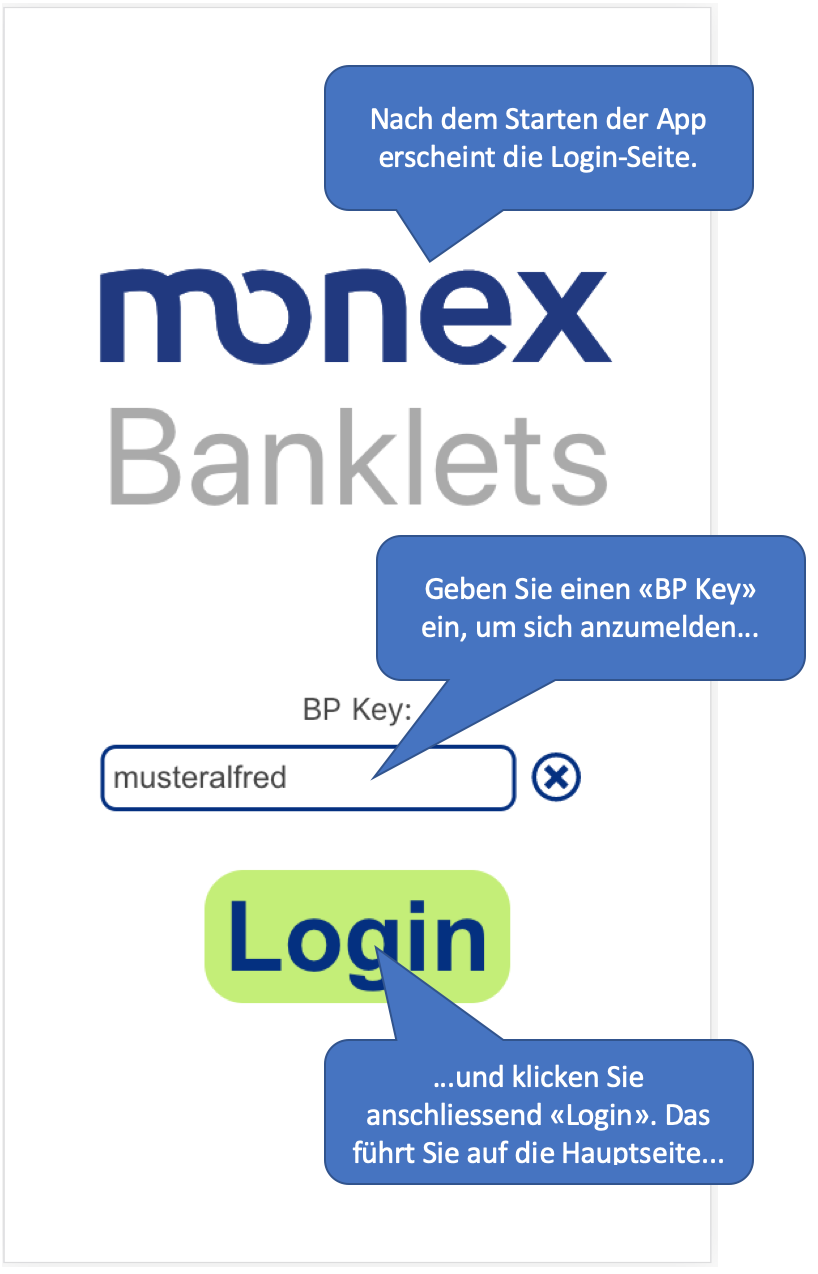 Nach dem Starten der App
erscheint die Login-Seite.
monex
Banklets
Geben Sie einen «BP Key»
ein, um sich anzumelden...
BP Key:
musteralfred
Login
...und klicken Sie
anschliessend «Login». Das
führt Sie auf die Hauptseite...